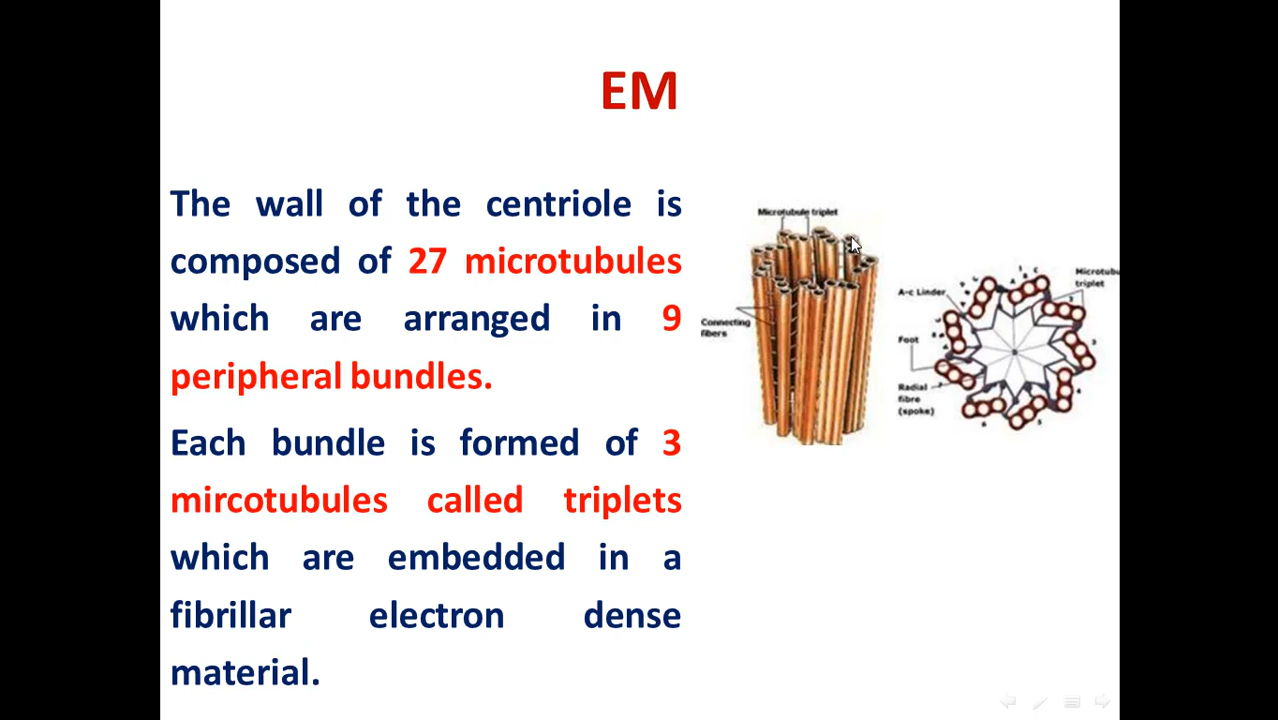 EM
The wall of the centriole is
composed of 27 microtubules
which are arranged in 9
peripheral bundles.
Each bundle is formed of 3
mircotubules called triplets
which are embedded in a
fibrillar electron dense
material.
Microtubule triplet
Connecting
fibers
A-c Linder
Foot
Radial
fibre
(spoke)
Microtubu
triplet